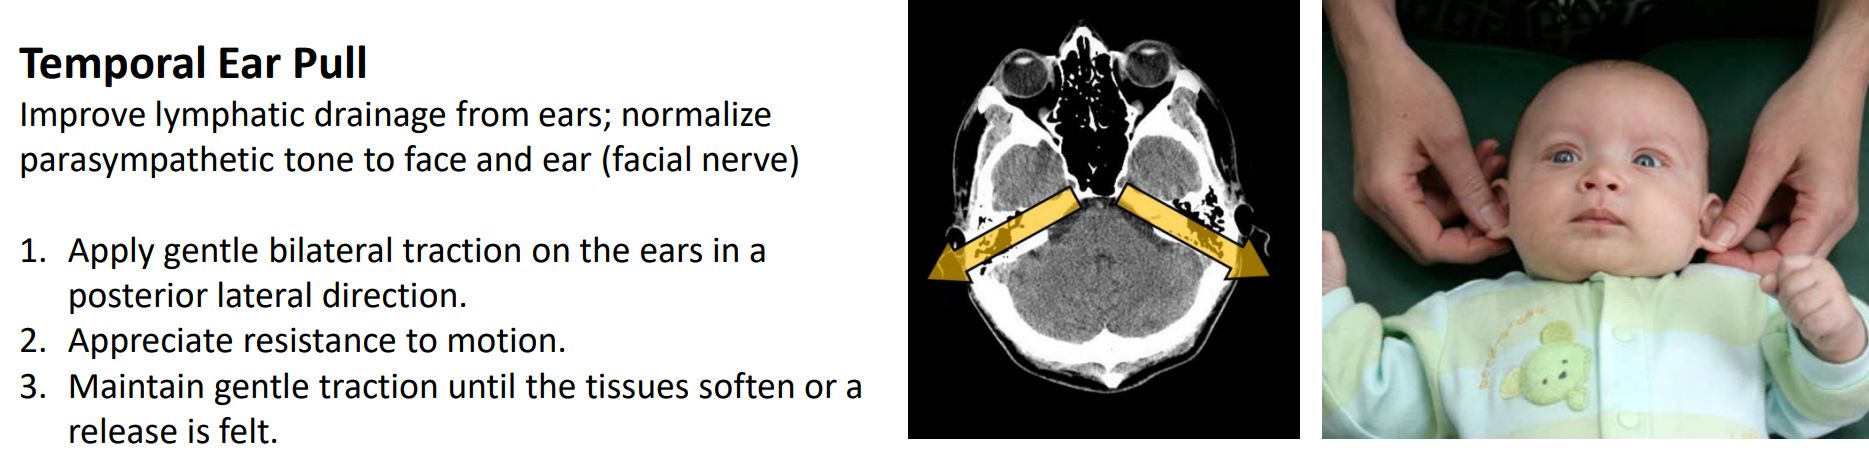 Temporal Ear Pull
Improve lymphatic drainage from ears; normalize
parasympathetic tone to face and ear (facial nerve)
1. Apply gentle bilateral traction on the ears in a
posterior lateral direction.
2. Appreciate resistance to motion.
3. Maintain gentle traction until the tissues soften or a
release is felt.